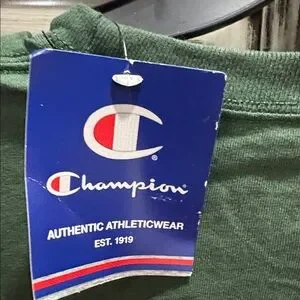 Champion
AUTHENTIC ATHLETICWEAR
EST. 1919